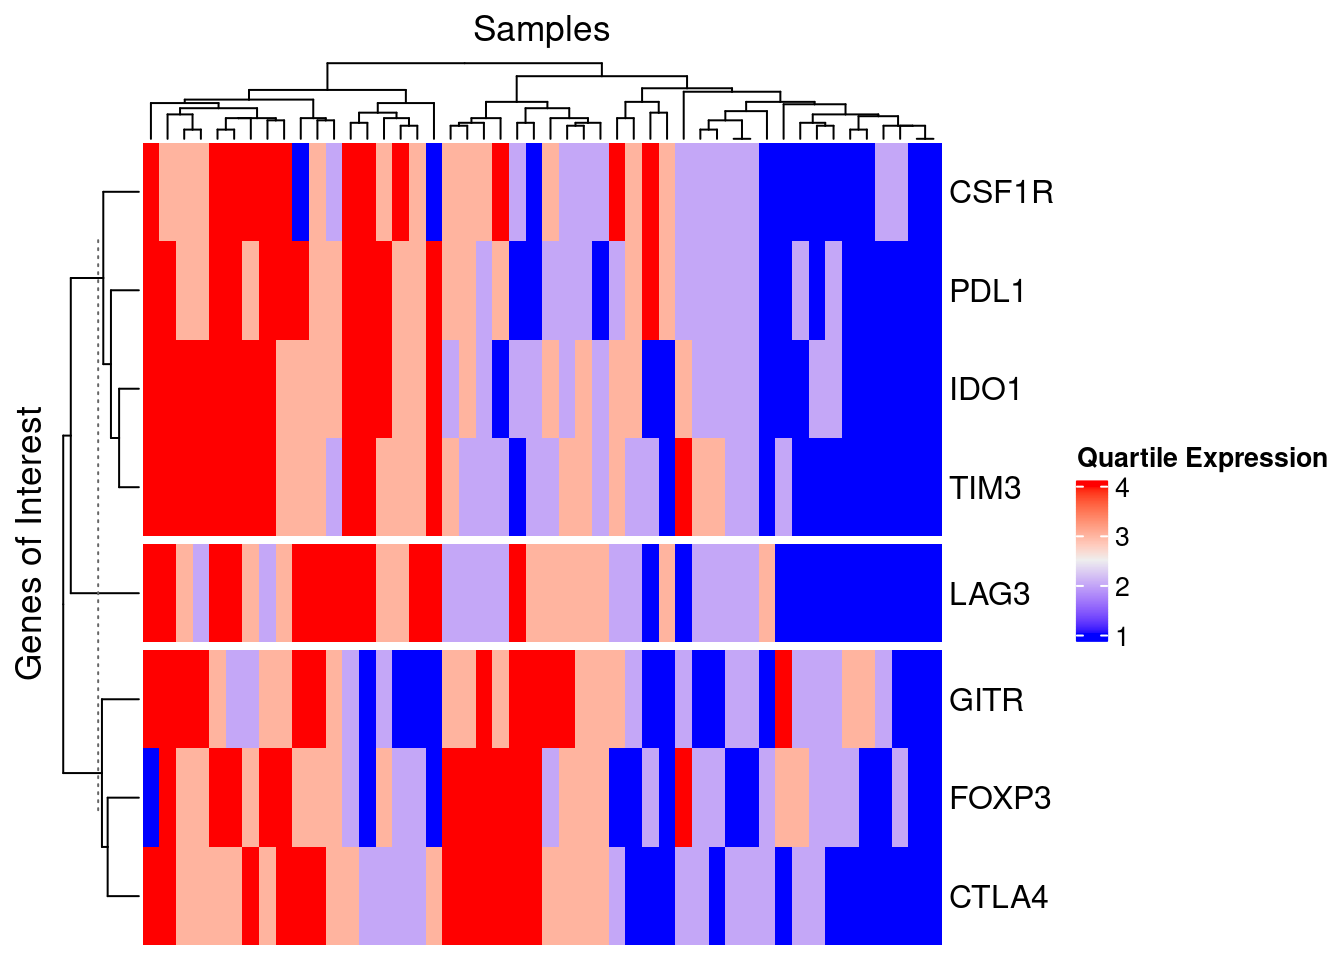 Samples
Genes of Interest
CSF1R
PDL1
IDO1
TIM3
LAG3
GITR
FOXP3
CTLA4
Quartile Expression
4
3
2
1